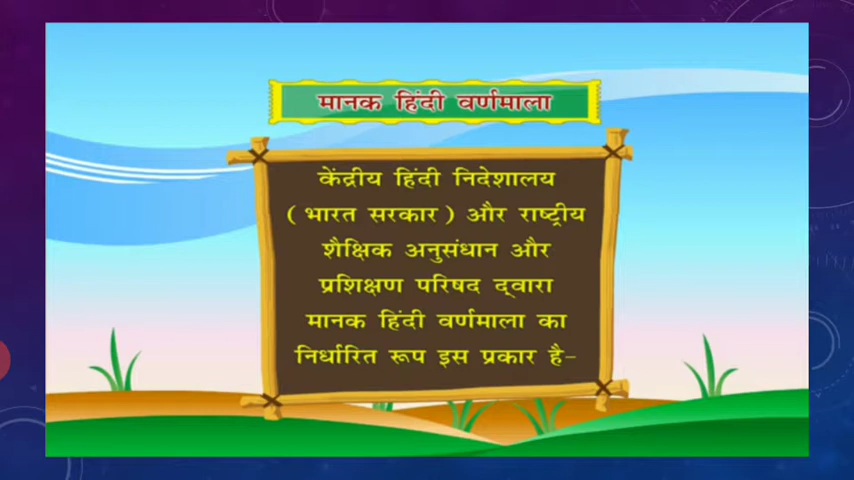 मानक हिंदी वर्णमाला
केंद्रीय हिंदी निदेशालय
( भारत सरकार ) और राष्ट्रीय
शैक्षिक अनुसंधान और
प्रशिक्षण परिषद द्‌वारा
मानक हिंदी वर्णमाला का
निर्धारित रूप इस प्रकार है-